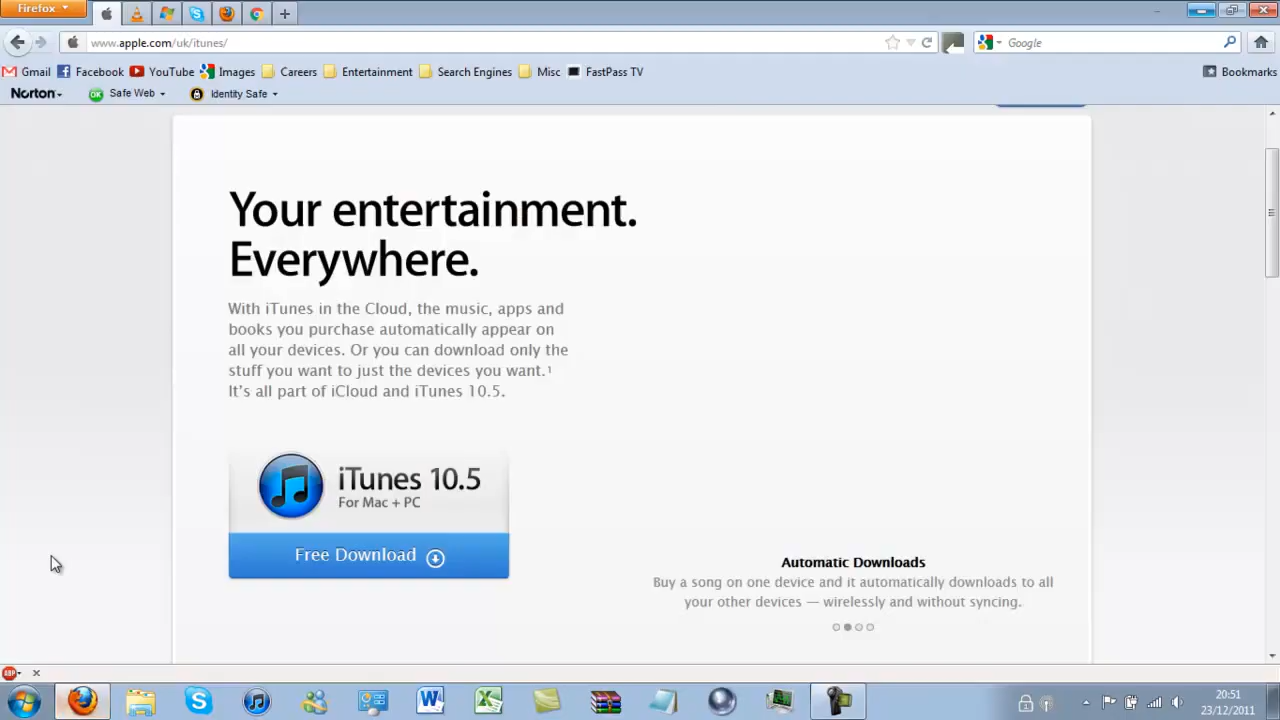 Firefox
www.apple.com/uk/itunes/
Google
Gmail Facebook YouTube Images Careers Entertainment Search Engines Misc FastPass TV Bookmarks
Norton Safe Web Identity Safe
OK
Your entertainment.
Everywhere.
With iTunes in the Cloud, the music, apps and
books you purchase automatically appear on
all your devices. Or you can download only the
stuff you want to just the devices you want.¹
It's all part of iCloud and iTunes 10.5.
iTunes 10.5
For Mac + PC
Free Download
Automatic Downloads
Buy a song on one device and it automatically downloads to all
your other devices — wirelessly and without syncing.
ABP
20:51
23/12/2011